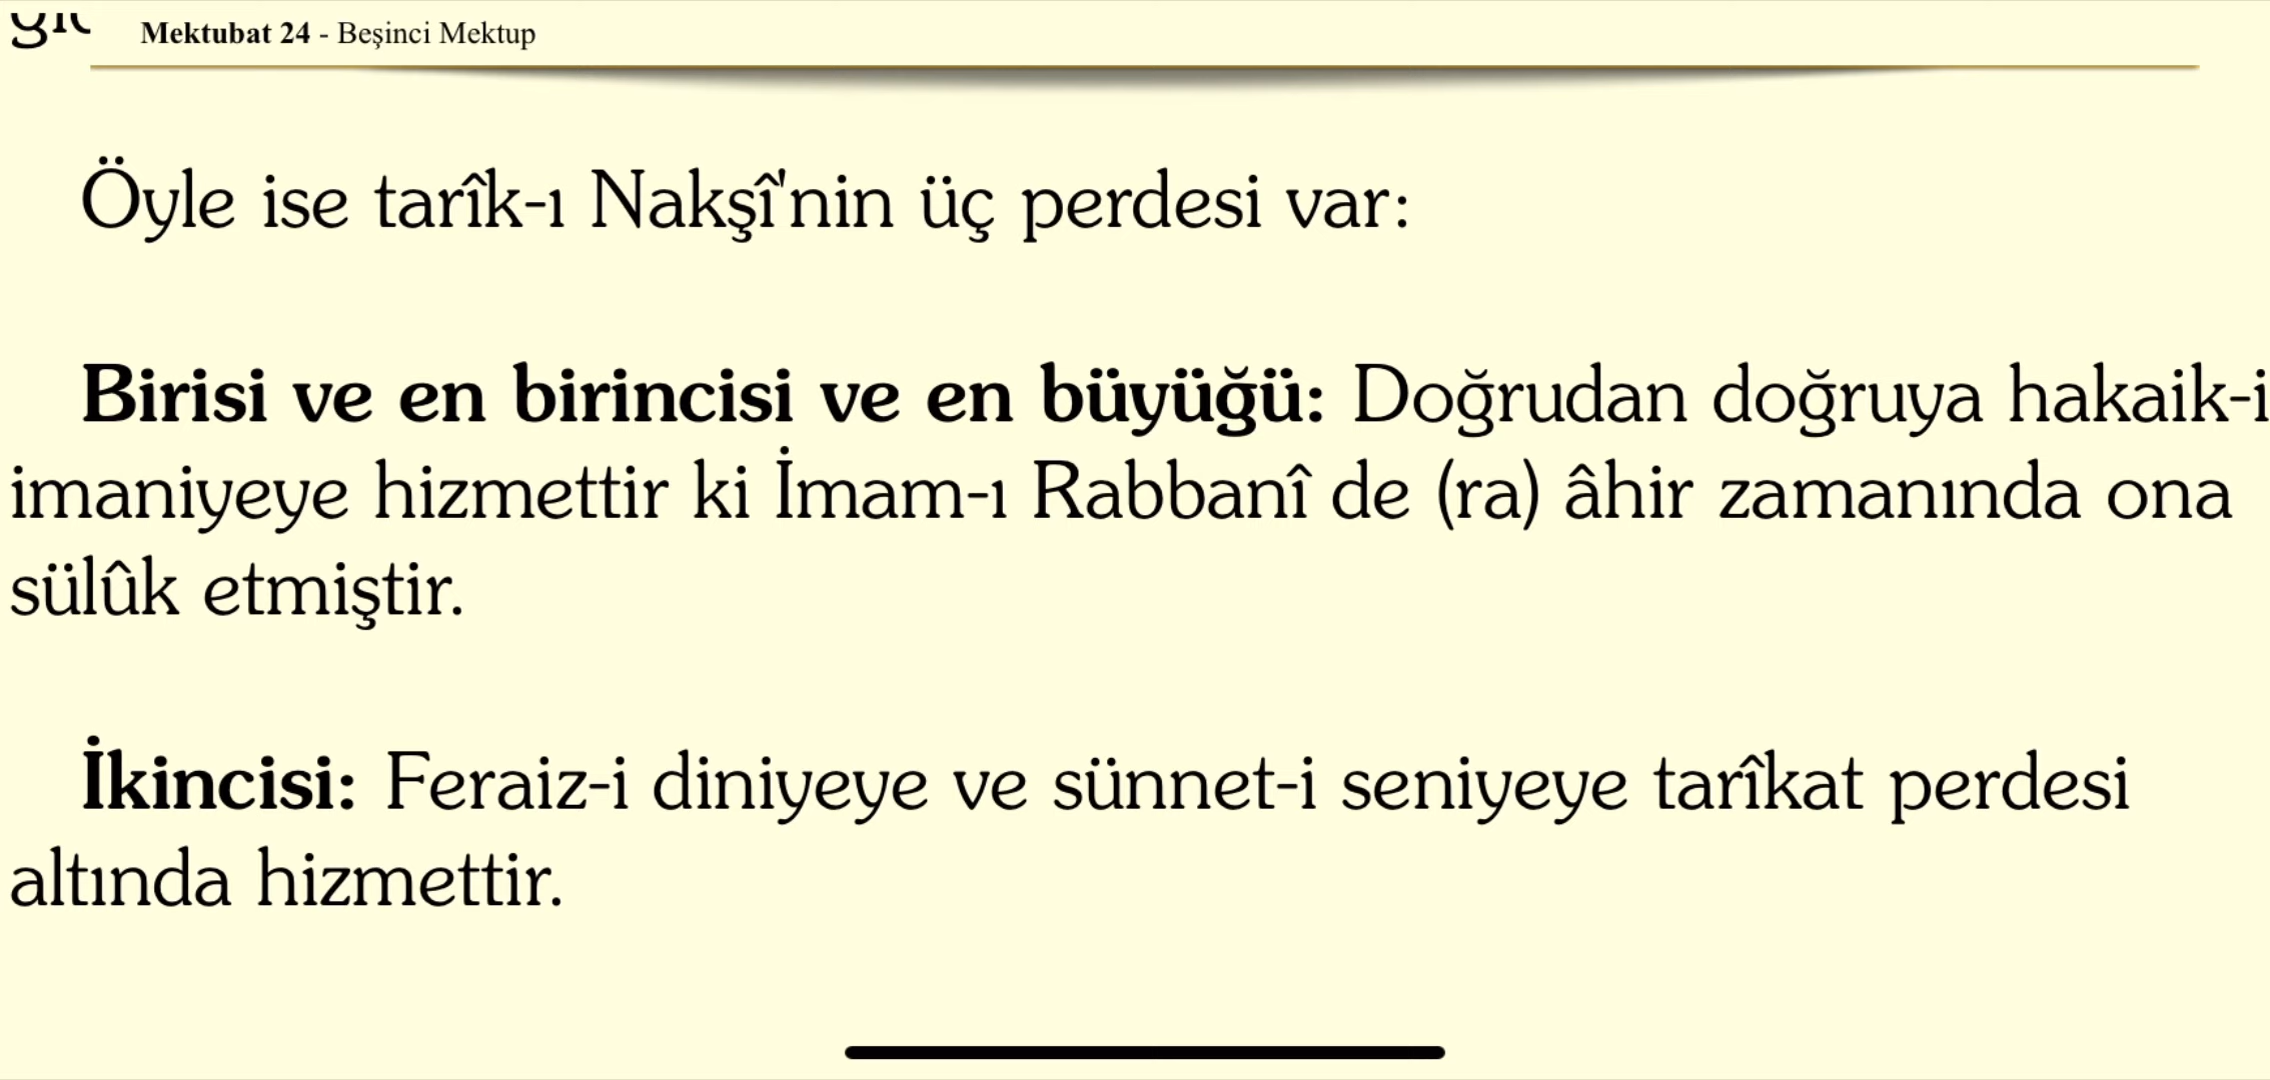 Mektubat 24 - Beşinci Mektup
Öyle ise tarîk-ı Nakşî'nin üç perdesi var:
Birisi ve en birincisi ve en büyüğü: Doğrudan doğruya hakaik-i
imaniyeye hizmettir ki İmam-ı Rabbanî de (ra) âhir zamanında ona
sülûk etmiştir.
İkincisi: Feraiz-i diniyeye ve sünnet-i seniyeye tarîkat perdesi
altında hizmettir.